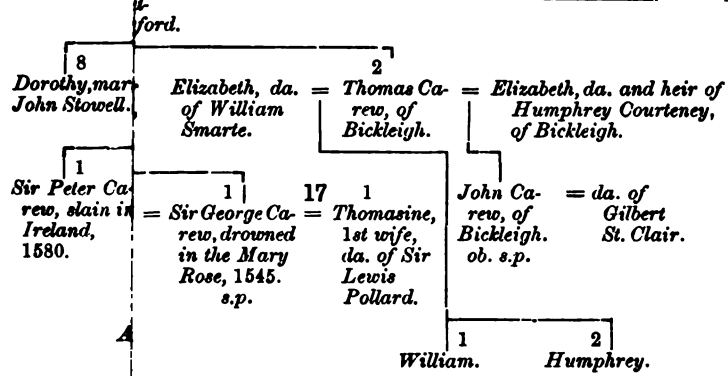 ford.
8
Dorothy, mar
John Stowell.
2
Elizabeth, da. = Thomas Ca- = Elizabeth, da. and heir of
of William rew, of Humphrey Courteney,
Smarte. Bickleigh. of Bickleigh.
1
Sir Peter Ca-
rew, slain in
Ireland,
1580.
1 17 1
= Sir George Ca- = Thomasine,
rew, drowned 1st wife,
in the Mary da. of Sir
Rose, 1545. Lewis
s.p. Pollard.
John Ca- = da. of
rew, of Gilbert
Bickleigh. St. Clair.
ob. s.p.
A
1 2
William. Humphrey.